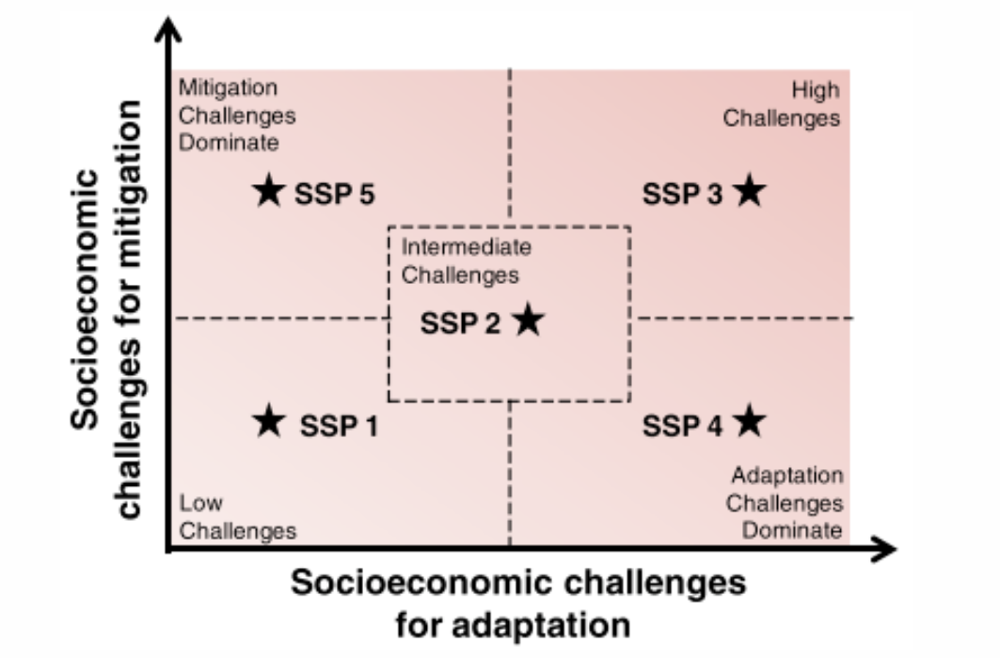 Socioeconomic
challenges for mitigation
Mitigation
Challenges
Dominate
High
Challenges
SSP 5
SSP 3
Intermediate
Challenges
SSP 2
SSP 1
SSP 4
Low
Challenges
Adaptation
Challenges
Dominate
Socioeconomic challenges
for adaptation